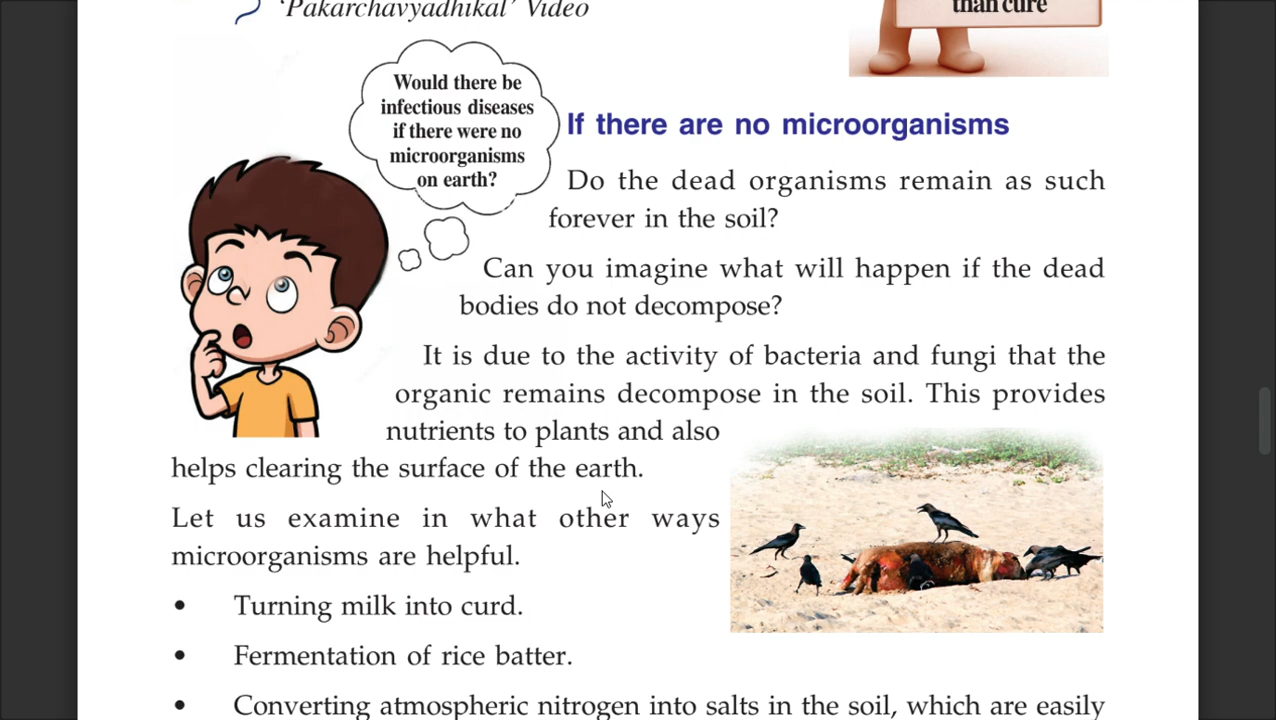 'Pakarchavyadhikal' Video
than cure
Would there be
infectious diseases
if there were no
microorganisms
on earth?
If there are no microorganisms
Do the dead organisms remain as such
forever in the soil?
Can you imagine what will happen if the dead
bodies do not decompose?
It is due to the activity of bacteria and fungi that the
organic remains decompose in the soil. This provides
nutrients to plants and also
helps clearing the surface of the earth.
Let us examine in what other ways
microorganisms are helpful.
• Turning milk into curd.
• Fermentation of rice batter.
• Converting atmospheric nitrogen into salts in the soil, which are easily